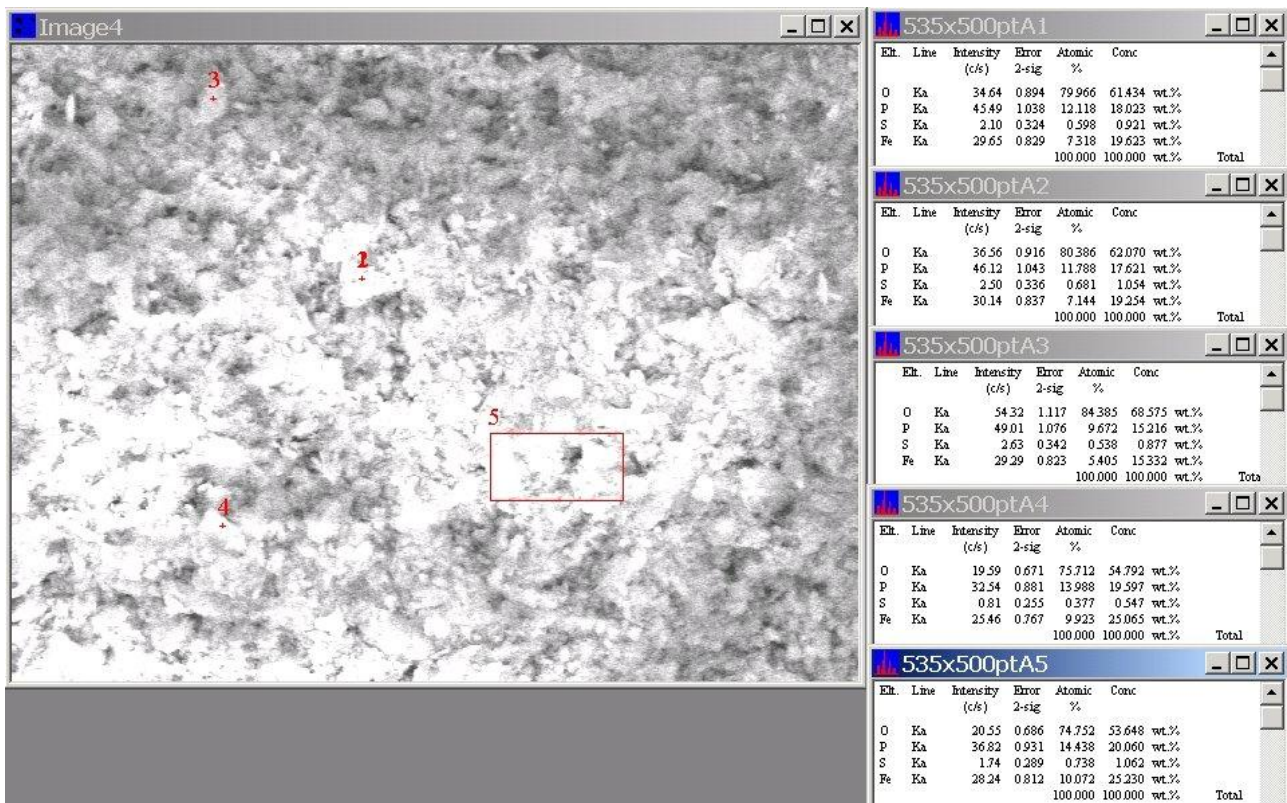 Image4
3
1
5
4
535x500ptA1
Elt. Line Intensity Error Atomic Conc
(c/s) 2-sig %
O Ka 34.64 0.894 79.966 61.434 wt.%
P Ka 45.49 1.038 12.118 18.023 wt.%
S Ka 2.10 0.324 0.598 0.921 wt.%
Fe Ka 29.65 0.829 7.318 19.623 wt.%
100.000 100.000 wt.% Total
535x500ptA2
Elt. Line Intensity Error Atomic Conc
(c/s) 2-sig %
O Ka 36.56 0.916 80.386 62.070 wt.%
P Ka 46.12 1.043 11.788 17.621 wt.%
S Ka 2.50 0.336 0.681 1.054 wt.%
Fe Ka 30.14 0.837 7.144 19.254 wt.%
100.000 100.000 wt.% Total
535x500ptA3
Elt. Line Intensity Error Atomic Conc
(c/s) 2-sig %
O Ka 54.32 1.117 84.385 68.575 wt.%
P Ka 49.01 1.076 9.672 15.216 wt.%
S Ka 2.63 0.342 0.538 0.877 wt.%
Fe Ka 29.29 0.823 5.405 15.332 wt.%
100.000 100.000 wt.% Tota
535x500ptA4
Elt. Line Intensity Error Atomic Conc
(c/s) 2-sig %
O Ka 19.59 0.671 75.712 54.792 wt.%
P Ka 32.54 0.881 13.988 19.597 wt.%
S Ka 0.81 0.255 0.377 0.547 wt.%
Fe Ka 25.46 0.767 9.923 25.065 wt.%
100.000 100.000 wt.% Total
535x500ptA5
Elt. Line Intensity Error Atomic Conc
(c/s) 2-sig %
O Ka 20.55 0.686 74.752 53.648 wt.%
P Ka 36.82 0.931 14.438 20.060 wt.%
S Ka 1.74 0.289 0.738 1.062 wt.%
Fe Ka 28.24 0.812 10.072 25.230 wt.%
100.000 100.000 wt.% Total